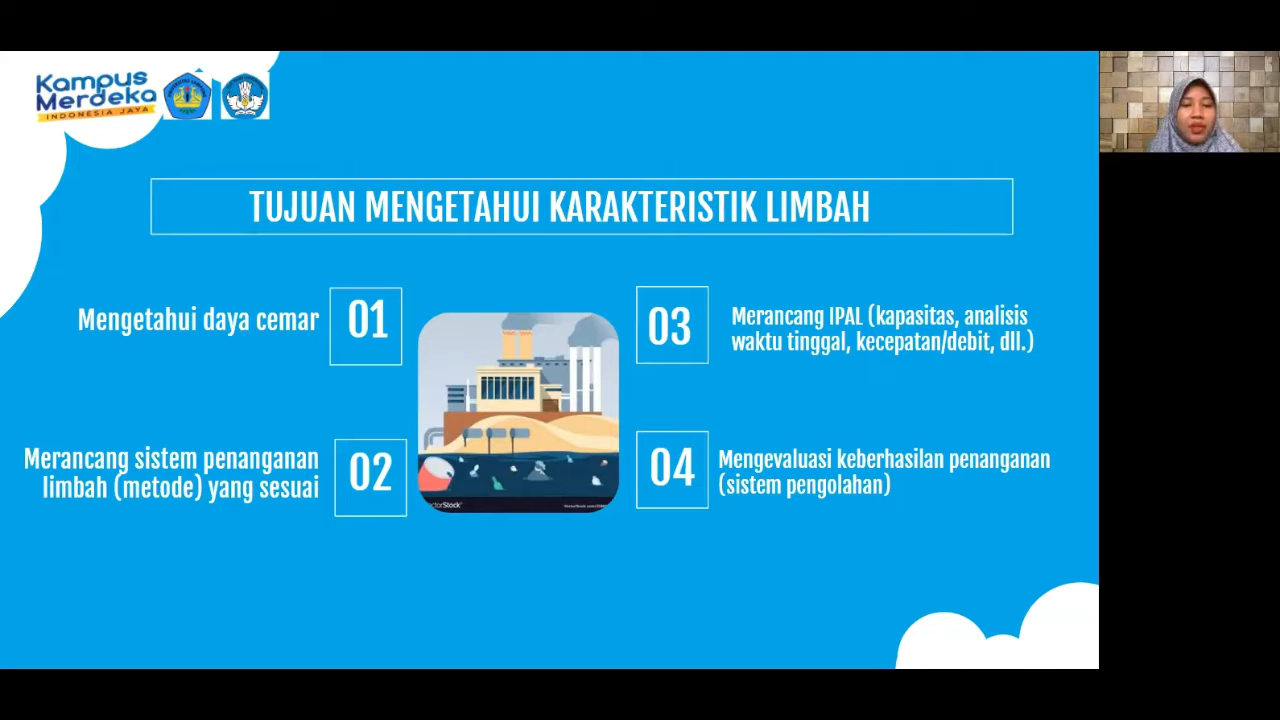 Kampus
Merdeka
INDONESIA JAYA
TUJUAN MENGETAHUI KARAKTERISTIK LIMBAH
Mengetahui daya cemar
01
Merancang sistem penanganan
limbah (metode) yang sesuai
02
03
Merancang IPAL (kapasitas, analisis
waktu tinggal, kecepatan/debit, dll.)
04
Mengevaluasi keberhasilan penanganan
(sistem pengolahan)